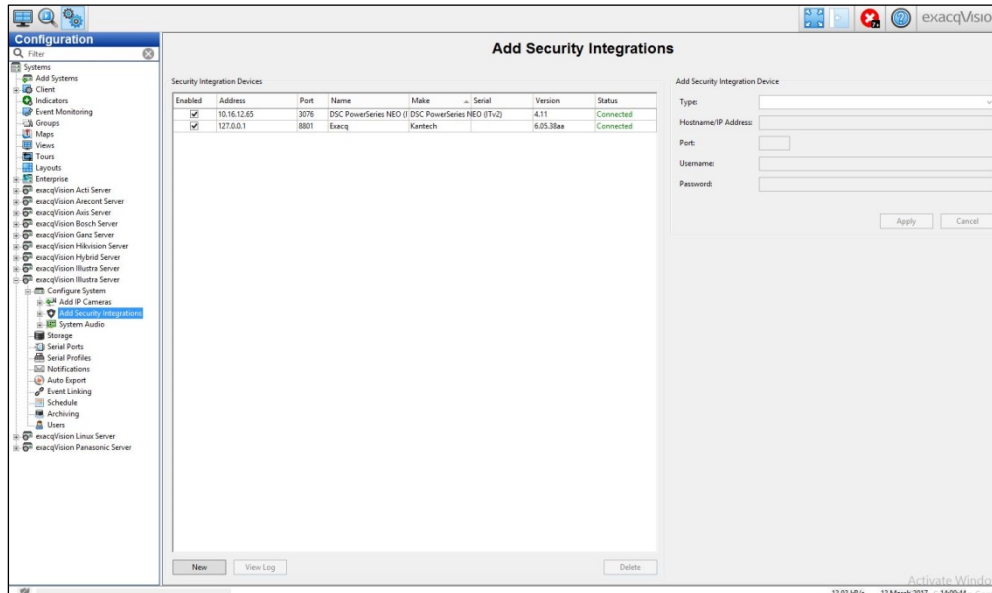 exacqVisio
Configuration
Filter
Systems
Add Systems
Client
Indicators
Event Monitoring
Groups
Maps
Views
Tours
Layouts
Enterprise
exacqVision Acti Server
exacqVision Arecont Server
exacqVision Axis Server
exacqVision Bosch Server
exacqVision Ganz Server
exacqVision Hikvision Server
exacqVision Hybrid Server
exacqVision Illustra Server
exacqVision Illustra Server
Configure System
Add IP Cameras
Add Security Integrations
System Audio
Storage
Serial Ports
Serial Profiles
Notifications
Auto Export
Event Linking
Schedule
Archiving
Users
exacqVision Linux Server
exacqVision Panasonic Server
Add Security Integrations
Security Integration Devices
Enabled Address Port Name Make Serial Version Status
10.16.12.65 3076 DSC PowerSeries NEO (I DSC PowerSeries NEO (ITv2) 4.11 Connected
127.0.0.1 8801 Exacq Kantech 6.05.38aa Connected
New View Log Delete
Add Security Integration Device
Type:
Hostname/IP Address:
Port:
Username:
Password:
Apply Cancel
Activate Windo
13 March 2017